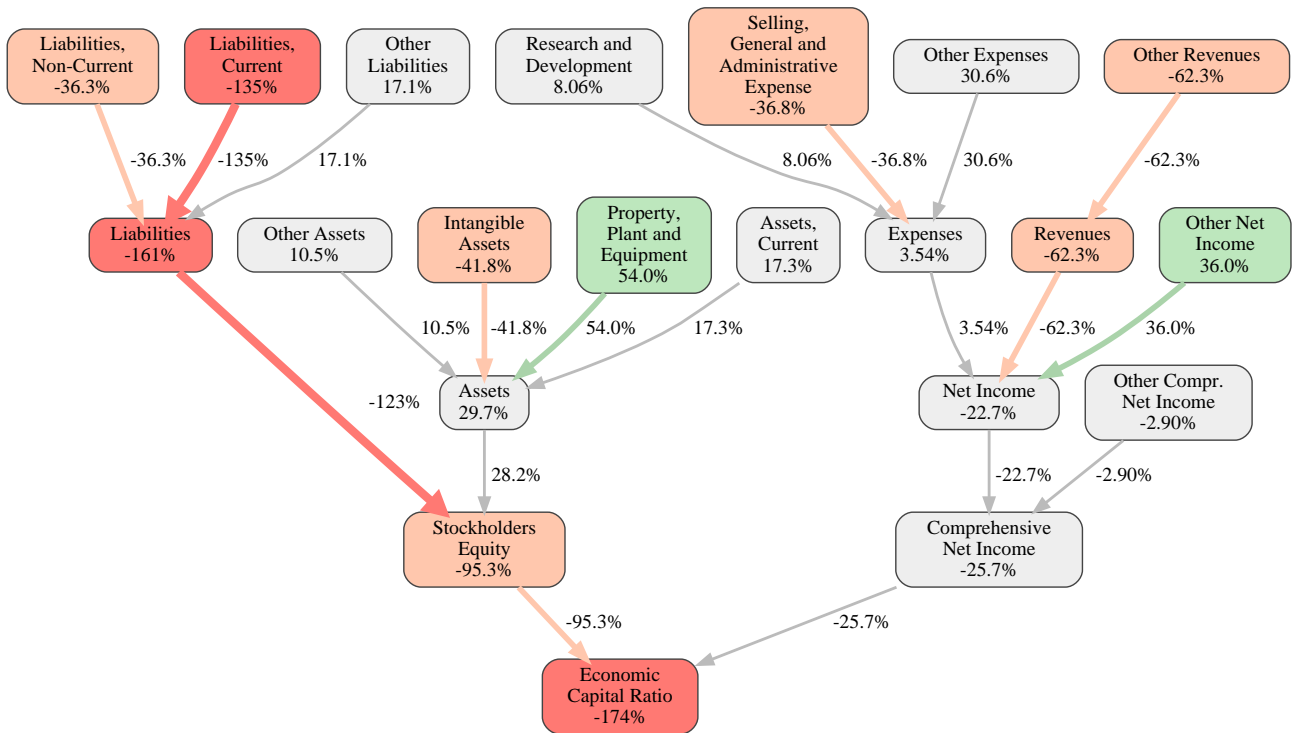 Liabilities,
Non-Current
-36.3%
Liabilities,
Current
-135%
Other
Liabilities
17.1%
Research and
Development
8.06%
Selling,
General and
Administrative
Expense
-36.8%
Other Expenses
30.6%
Other Revenues
-62.3%
-36.3%
-135%
17.1%
8.06%
-36.8%
30.6%
-62.3%
Liabilities
-161%
Other Assets
10.5%
Intangible
Assets
-41.8%
Property,
Plant and
Equipment
54.0%
Assets,
Current
17.3%
Expenses
3.54%
Revenues
-62.3%
Other Net
Income
36.0%
10.5%
-41.8%
54.0%
17.3%
3.54%
-62.3%
36.0%
-123%
Assets
29.7%
Net Income
-22.7%
Other Compr.
Net Income
-2.90%
28.2%
-22.7%
-2.90%
Stockholders
Equity
-95.3%
Comprehensive
Net Income
-25.7%
-95.3%
-25.7%
Economic
Capital Ratio
-174%